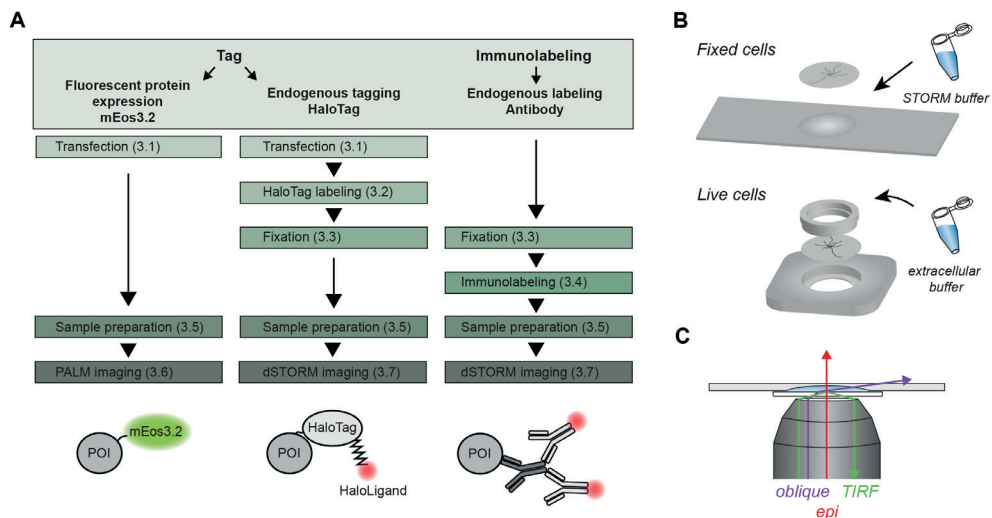 A
Tag
Immunolabeling
Fluorescent protein
expression
mEos3.2
Endogenous tagging
HaloTag
Endogenous labeling
Antibody
Transfection (3.1)
Transfection (3.1)
HaloTag labeling (3.2)
Fixation (3.3)
Fixation (3.3)
Immunolabeling (3.4)
Sample preparation (3.5)
Sample preparation (3.5)
Sample preparation (3.5)
PALM imaging (3.6)
dSTORM imaging (3.7)
dSTORM imaging (3.7)
POI
mEos3.2
POI
HaloTag
HaloLigand
POI
B
Fixed cells
STORM buffer
Live cells
extracellular
buffer
C
oblique
TIRF
epi